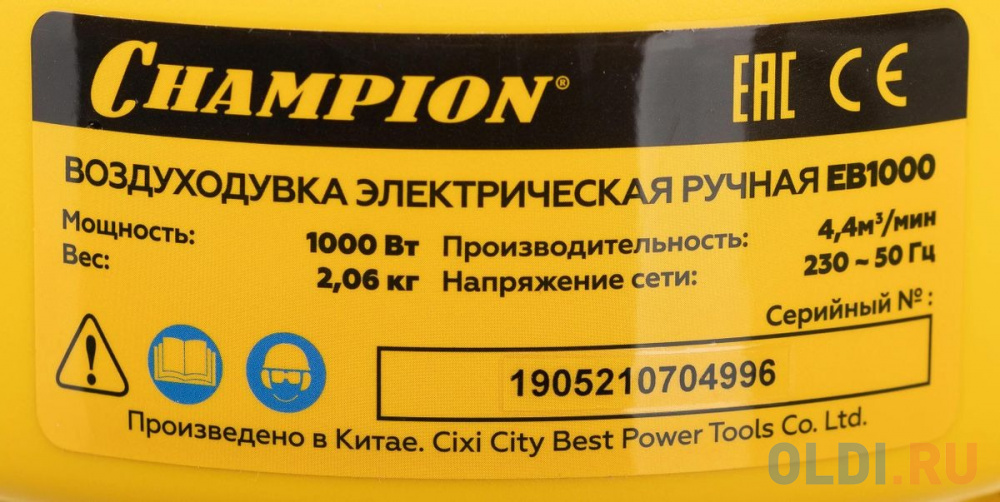 CHAMPION®
EAC CE
ВОЗДУХОДУВКА ЭЛЕКТРИЧЕСКАЯ РУЧНАЯ EB1000
Мощность: 1000 Вт Производительность: 4,4м³/мин
Вес: 2,06 кг Напряжение сети: 230 ~ 50 Гц
Серийный № :
1905210704996
Произведено в Китае. Cixi City Best Power Tools Co. Ltd.
OLDI.RU